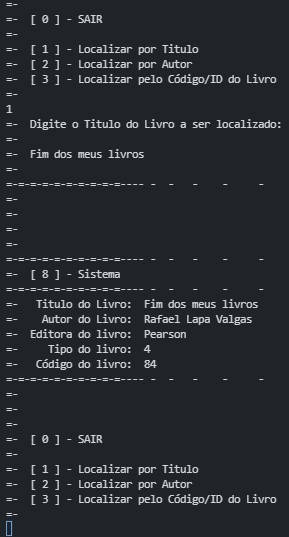 =-
=-  [ 0 ] - SAIR
=-
=-  [ 1 ] - Localizar por Titulo
=-  [ 2 ] - Localizar por Autor
=-  [ 3 ] - Localizar pelo Código/ID do Livro
=-
1
=-  Digite o Titulo do Livro a ser localizado:
=-
=-  Fim dos meus livros
=-
=-=-=-=-=-=-=-=---- -  -   -    -     -
=-
=-
=-
=-
=-=-=-=-=-=-=-=---- -  -   -    -     -
=-  [ 8 ] - Sistema
=-=-=-=-=-=-=-=---- -  -   -    -     -
=-   Titulo do Livro:  Fim dos meus livros
=-    Autor do Livro:  Rafael Lapa Valgas
=-  Editora do livro:  Pearson
=-     Tipo do livro:  4
=-   Código do livro:  84
=-=-=-=-=-=-=-=---- -  -   -    -     -
=-
=-
=-
=-  [ 0 ] - SAIR
=-
=-  [ 1 ] - Localizar por Titulo
=-  [ 2 ] - Localizar por Autor
=-  [ 3 ] - Localizar pelo Código/ID do Livro
=-